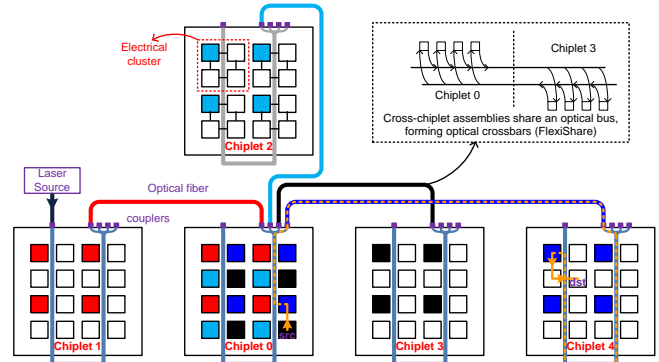 Electrical
cluster
Chiplet 2
Chiplet 3
Chiplet 0
Cross-chiplet assemblies share an optical bus,
forming optical crossbars (FlexiShare)
Laser
Source
Optical fiber
couplers
src
dst
Chiplet 1
Chiplet 0
Chiplet 3
Chiplet 4